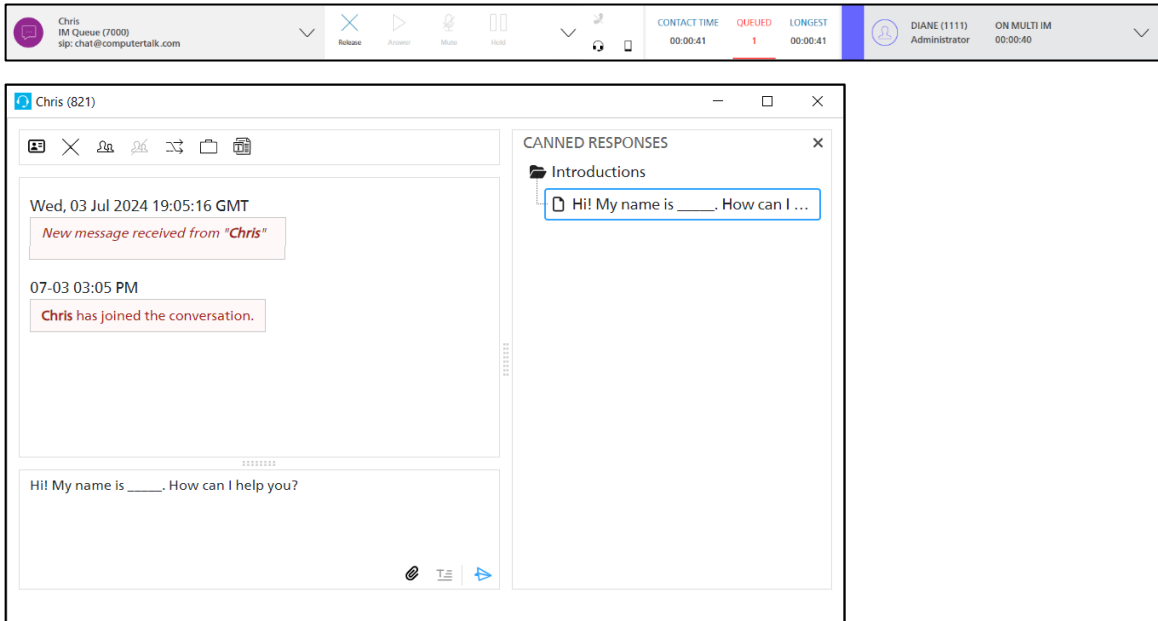 Chris
IM Queue (7000)
sip: chat@computertalk.com
Release
Answer
Mute
Hold
CONTACT TIME
00:00:41
QUEUED
1
LONGEST
00:00:41
DIANE (1111)
Administrator
ON MULTI IM
00:00:40
Chris (821)
Wed, 03 Jul 2024 19:05:16 GMT
New message received from "Chris"
07-03 03:05 PM
Chris has joined the conversation.
Hi! My name is _____. How can I help you?
CANNED RESPONSES
Introductions
Hi! My name is _____. How can I ...